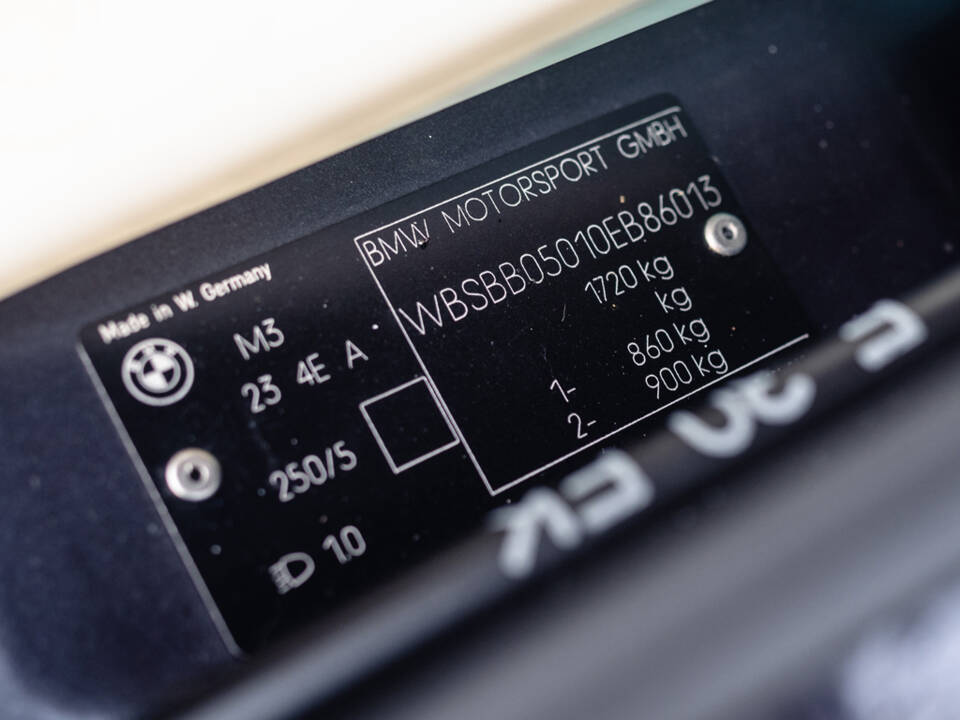 Made in W. Germany
M3
23 4E A
250/5
1.0
BMW MOTORSPORT GMBH
WBSBB05010EB86013
1720 kg
kg
1- 860 kg
2- 900 kg